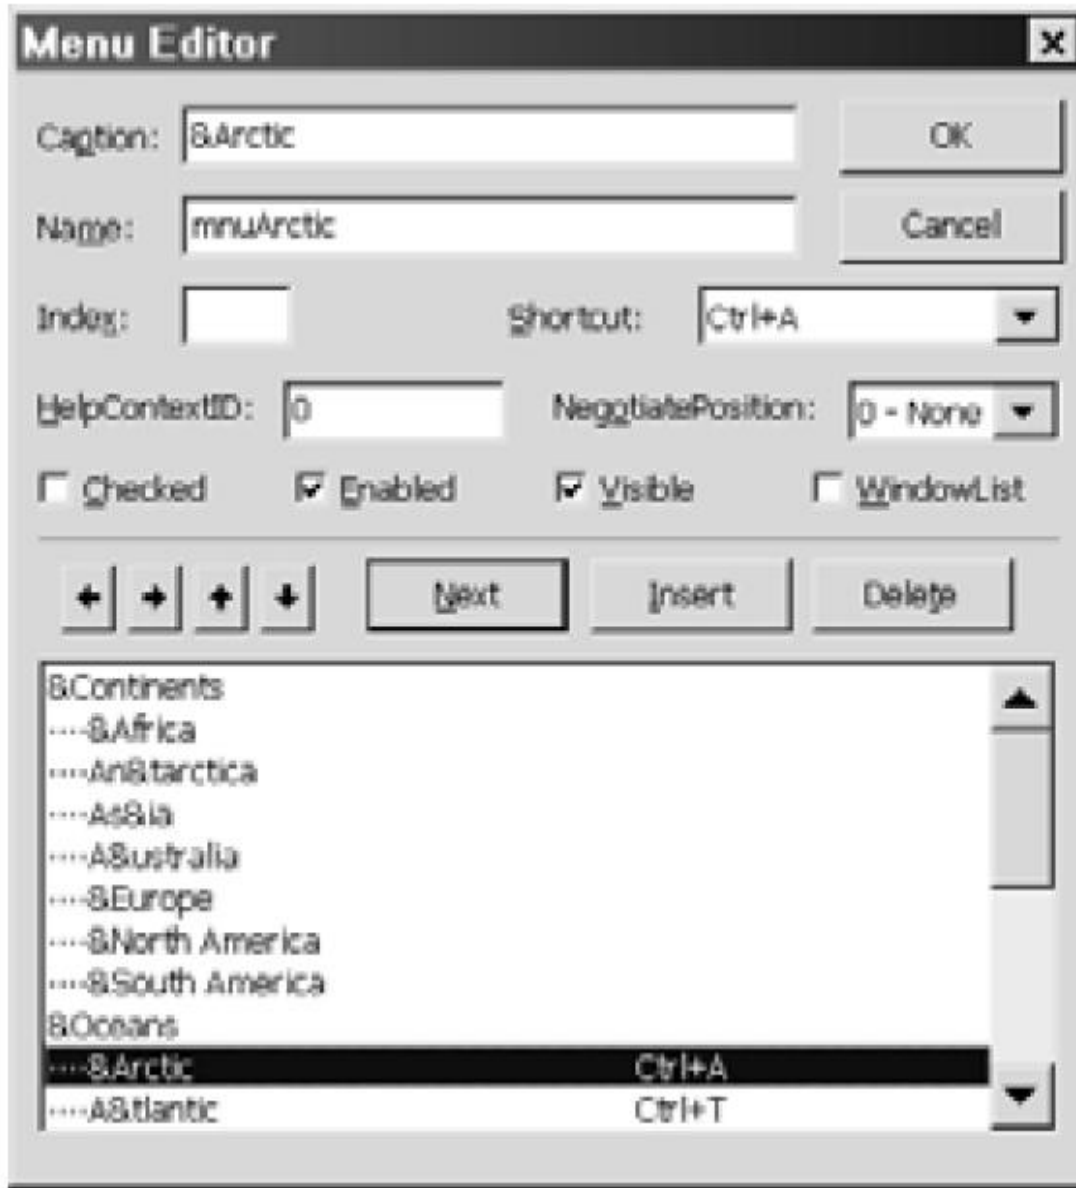 Menu Editor
Caption: &Arctic OK
Name: mnuArctic Cancel
Index: Shortcut: Ctrl+A
HelpContextID: 0 NegotiatePosition: 0 - None
Checked Enabled Visible WindowList
Next Insert Delete
&Continents
····&Africa
····An&tarctica
····As&ia
····A&ustralia
····&Europe
····&North America
····&South America
&Oceans
····&Arctic Ctrl+A
····A&tlantic Ctrl+T